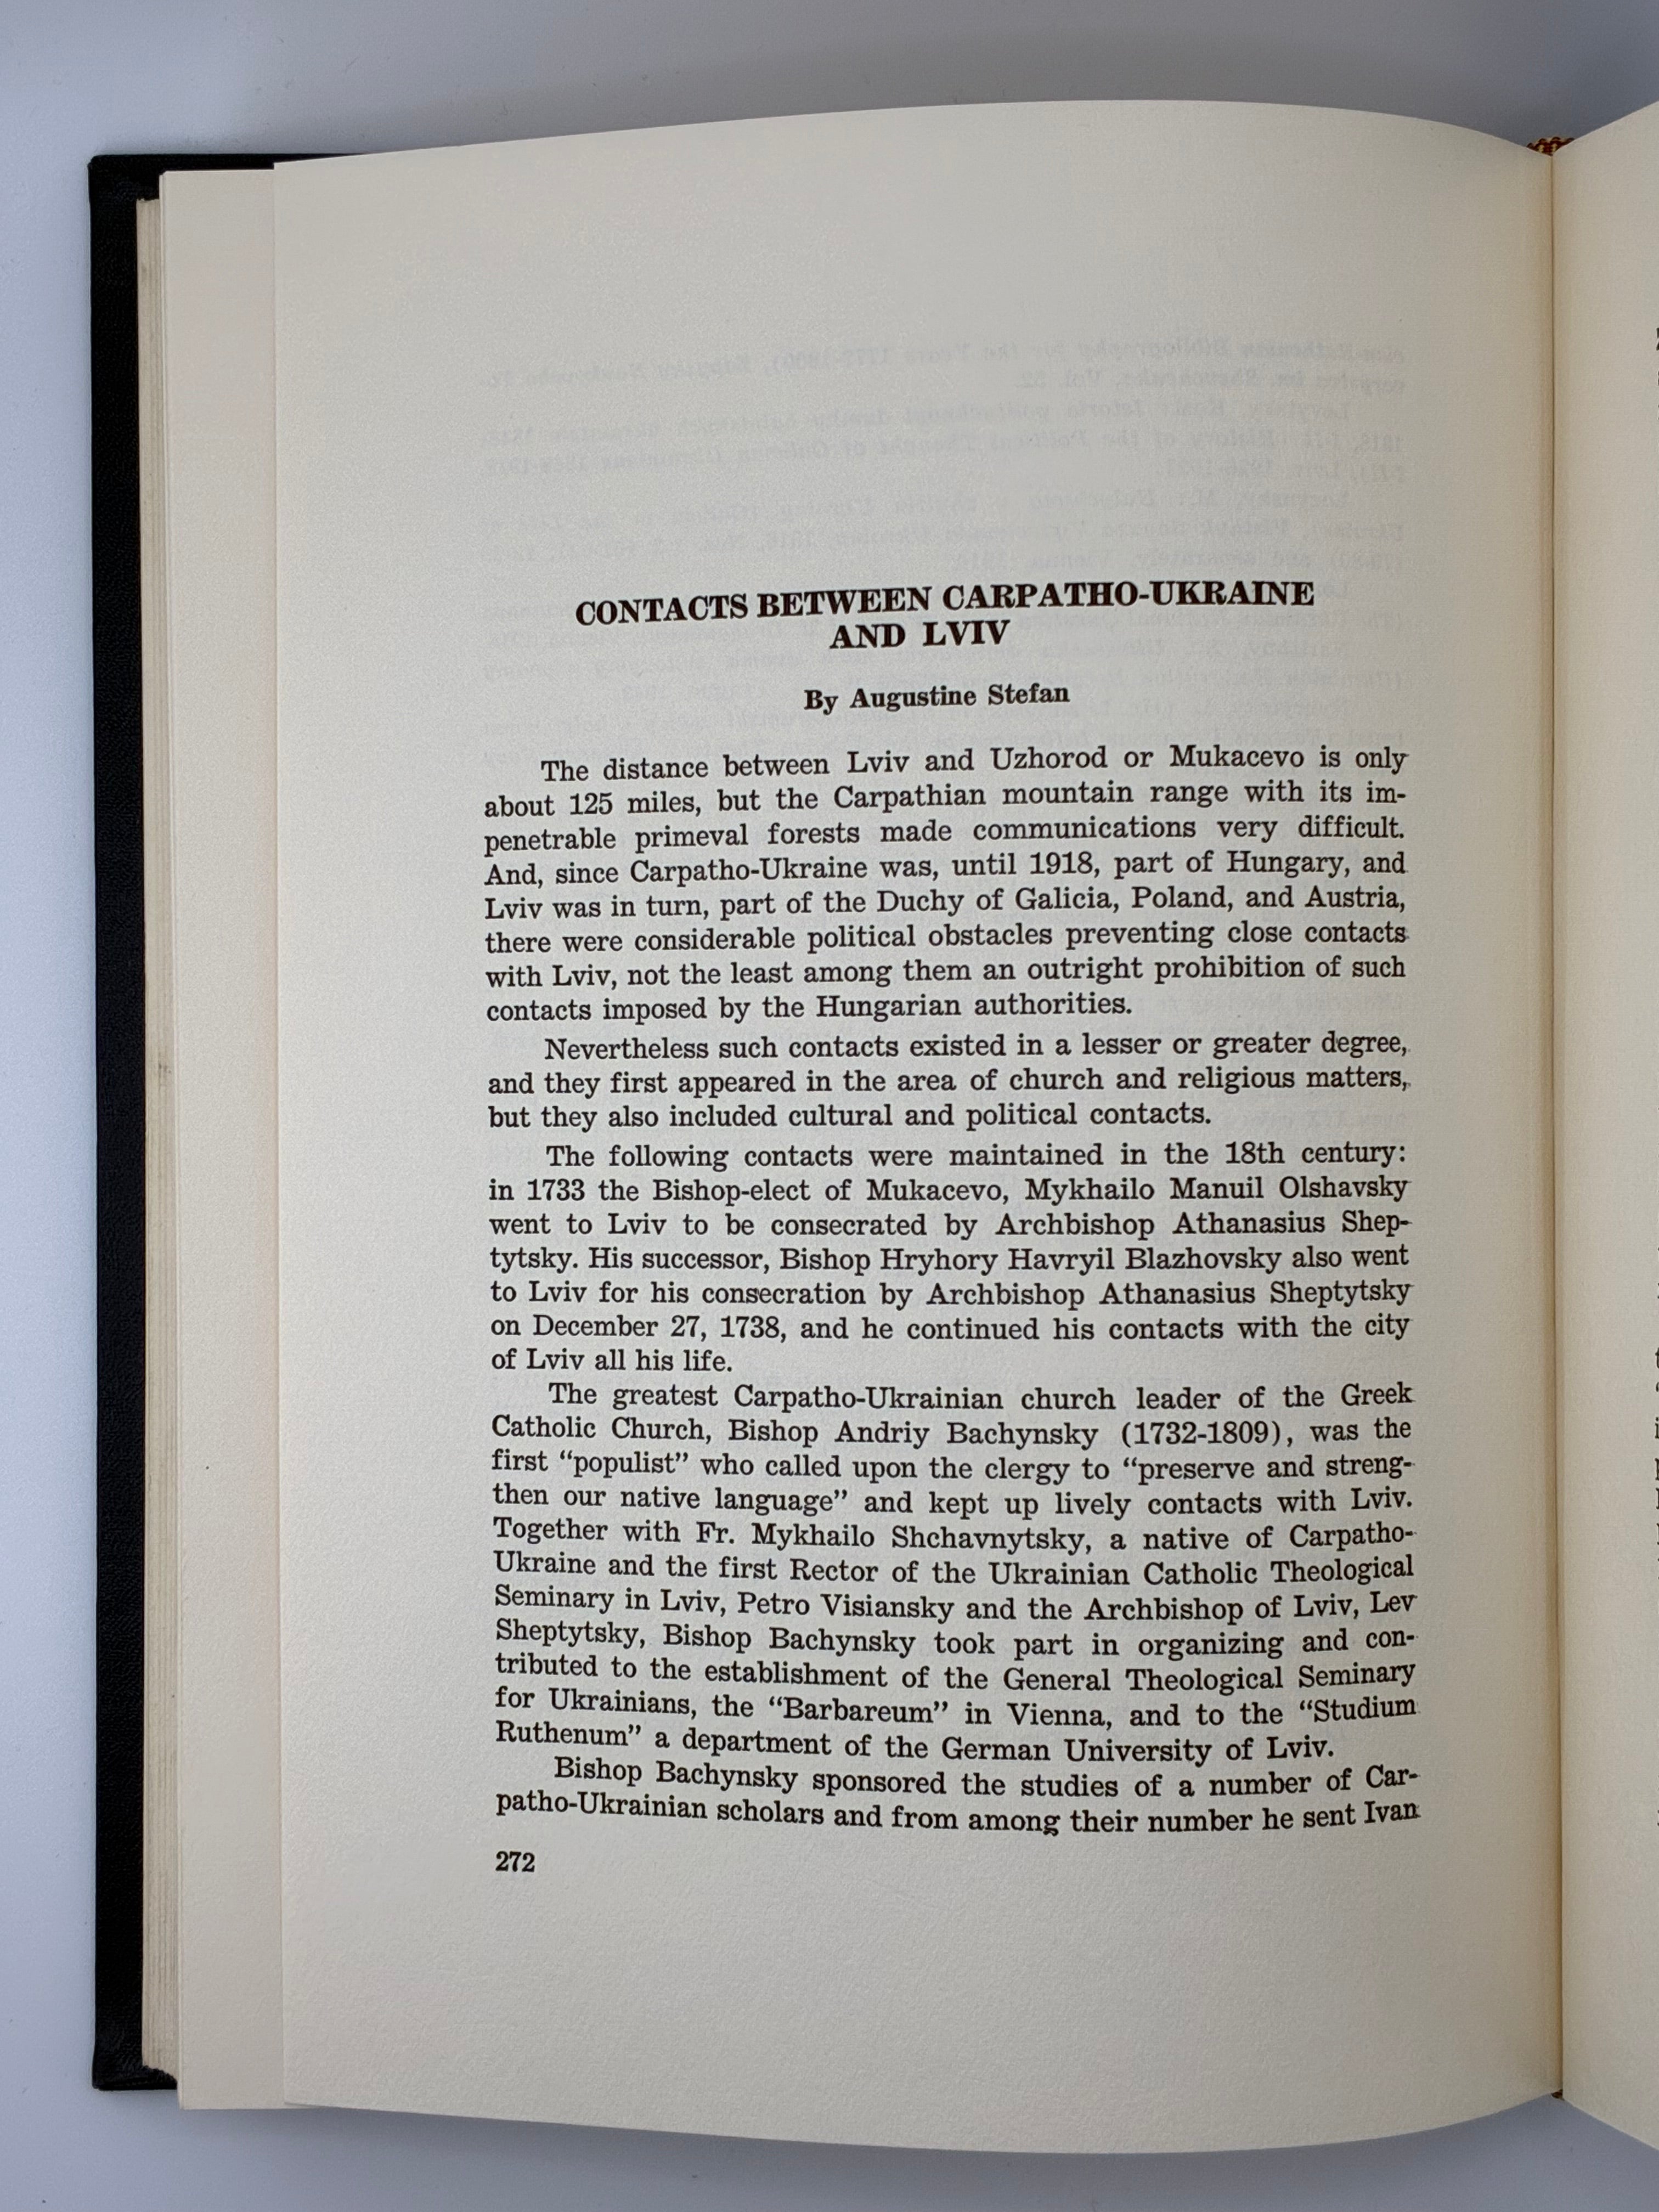 CONTACTS BETWEEN CARPATHO-UKRAINE
AND LVIV
By Augustine Stefan
The distance between Lviv and Uzhorod or Mukacevo is only
about 125 miles, but the Carpathian mountain range with its im-
penetrable primeval forests made communications very difficult.
And, since Carpatho-Ukraine was, until 1918, part of Hungary, and
Lviv was in turn, part of the Duchy of Galicia, Poland, and Austria,
there were considerable political obstacles preventing close contacts
with Lviv, not the least among them an outright prohibition of such
contacts imposed by the Hungarian authorities.
Nevertheless such contacts existed in a lesser or greater degree,
and they first appeared in the area of church and religious matters,
but they also included cultural and political contacts.
The following contacts were maintained in the 18th century:
in 1733 the Bishop-elect of Mukacevo, Mykhailo Manuil Olshavsky
went to Lviv to be consecrated by Archbishop Athanasius Shep-
tytsky. His successor, Bishop Hryhory Havryil Blazhovsky also went
to Lviv for his consecration by Archbishop Athanasius Sheptytsky
on December 27, 1738, and he continued his contacts with the city
of Lviv all his life.
The greatest Carpatho-Ukrainian church leader of the Greek
Catholic Church, Bishop Andriy Bachynsky (1732-1809), was the
first “populist” who called upon the clergy to “preserve and streng-
then our native language” and kept up lively contacts with Lviv.
Together with Fr. Mykhailo Shchavnytsky, a native of Carpatho-
Ukraine and the first Rector of the Ukrainian Catholic Theological
Seminary in Lviv, Petro Visiansky and the Archbishop of Lviv, Lev
Sheptytsky, Bishop Bachynsky took part in organizing and con-
tributed to the establishment of the General Theological Seminary
for Ukrainians, the “Barbareum” in Vienna, and to the “Studium
Ruthenum” a department of the German University of Lviv.
Bishop Bachynsky sponsored the studies of a number of Car-
patho-Ukrainian scholars and from among their number he sent Ivan
272